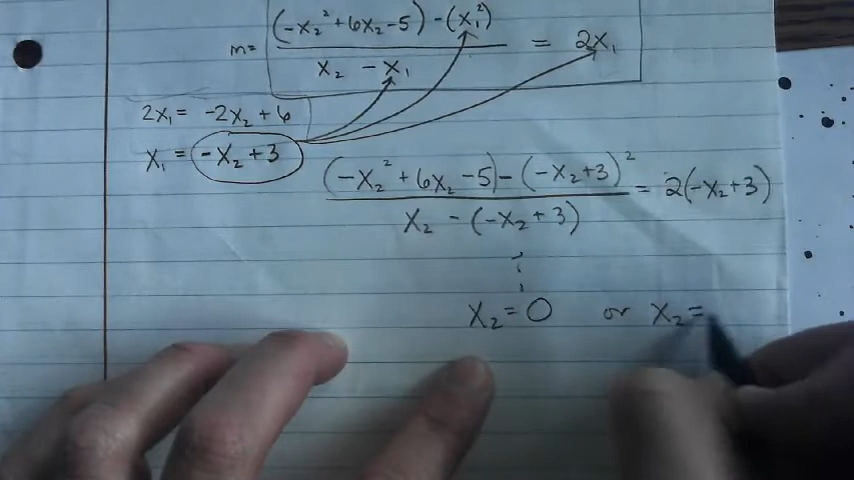 m= (-x₂² + 6x₂ - 5) - (x₁²) / x₂ - x₁ = 2x₁
2x₁ = -2x₂ + 6
x₁ = -x₂ + 3
(-x₂² + 6x₂ - 5) - (-x₂ + 3)² / x₂ - (-x₂ + 3) = 2(-x₂ + 3)
x₂ = 0 or x₂ =